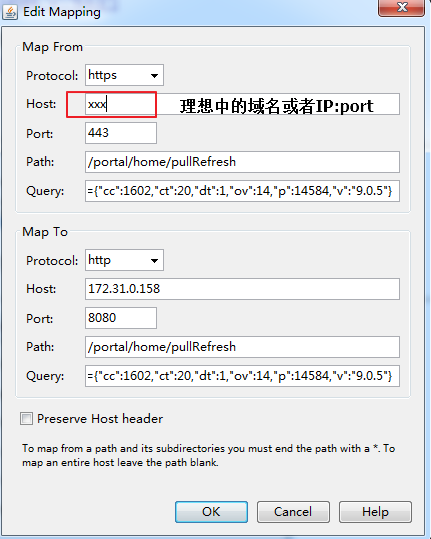 Edit Mapping
Map From
Protocol: https
Host: xxx 理想中的域名或者IP:port
Port: 443
Path: /portal/home/pullRefresh
Query: ={"cc":1602,"ct":20,"dt":1,"ov":14,"p":14584,"v":"9.0.5"}
Map To
Protocol: http
Host: 172.31.0.158
Port: 8080
Path: /portal/home/pullRefresh
Query: ={"cc":1602,"ct":20,"dt":1,"ov":14,"p":14584,"v":"9.0.5"}
Preserve Host header
To map from a path and its subdirectories you must end the path with a *. To
map an entire host leave the path blank.
OK Cancel Help